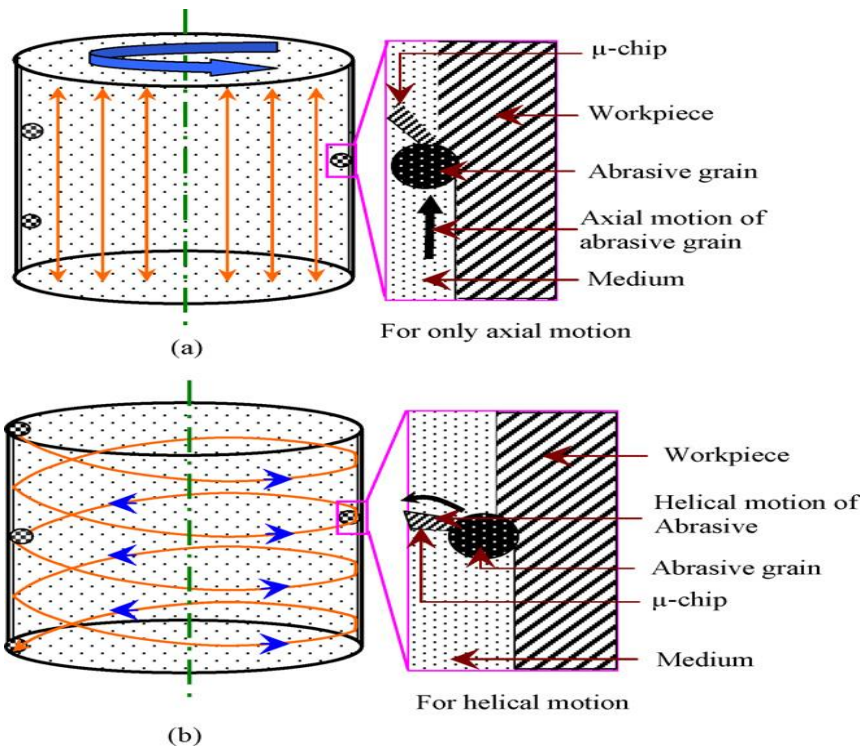 μ-chip
Workpiece
Abrasive grain
Axial motion of
abrasive grain
Medium
For only axial motion
(a)
Workpiece
Helical motion of
Abrasive
Abrasive grain
μ-chip
Medium
For helical motion
(b)